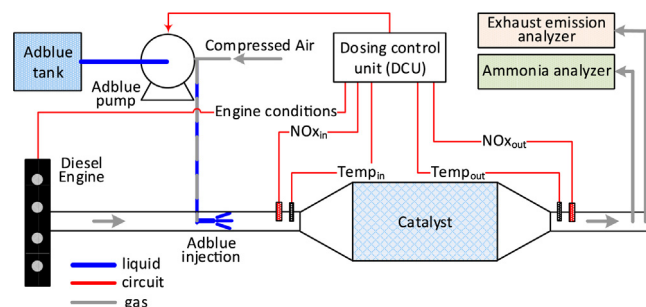 Adblue
tank
Adblue
pump
Compressed Air
Dosing control
unit (DCU)
Exhaust emission
analyzer
Ammonia analyzer
Engine conditions
NOxin
NOxout
Diesel
Engine
Tempin
Tempout
Catalyst
Adblue
injection
liquid
circuit
gas